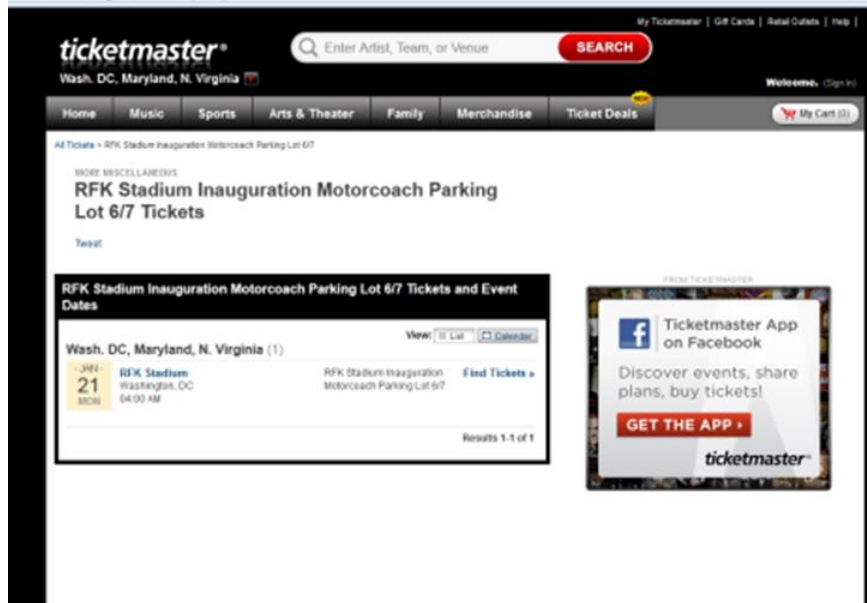 My Ticketmaster | Gift Cards | Retail Outlets | Help |
ticketmaster®
Enter Artist, Team, or Venue
SEARCH
Wash. DC, Maryland, N. Virginia
Welcome. (Sign In)
Home Music Sports Arts & Theater Family Merchandise Ticket Deals NEW My Cart (0)
All Tickets > RFK Stadium Inauguration Motorcoach Parking Lot 6/7
MORE MISCELLANEOUS
RFK Stadium Inauguration Motorcoach Parking
Lot 6/7 Tickets
Tweet
RFK Stadium Inauguration Motorcoach Parking Lot 6/7 Tickets and Event
Dates
View: List Calendar
Wash. DC, Maryland, N. Virginia (1)
- JAN -
21
MON
RFK Stadium
Washington, DC
04:00 AM
RFK Stadium Inauguration
Motorcoach Parking Lot 6/7
Find Tickets »
Results 1-1 of 1
FROM TICKETMASTER
Ticketmaster App
on Facebook
Discover events, share
plans, buy tickets!
GET THE APP ›
ticketmaster®